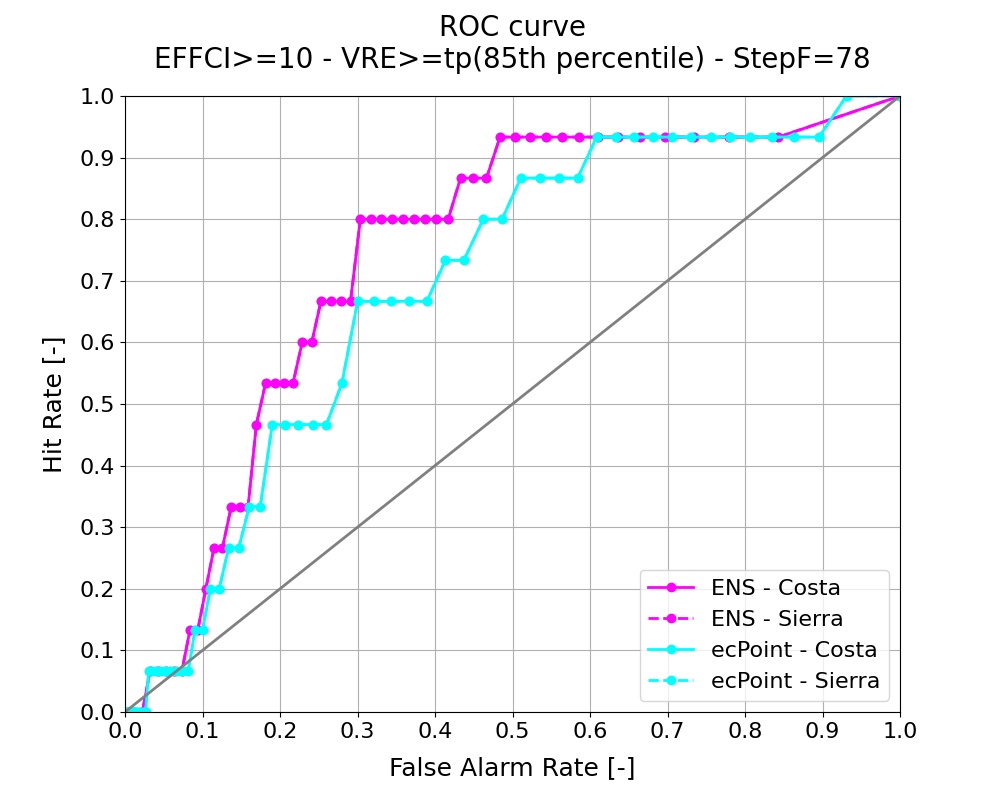 ROC curve
EFFCI>=10 - VRE>=tp(85th percentile) - StepF=78
1.0
0.9
0.8
0.7
0.6
0.5
0.4
0.3
0.2
0.1
0.0
Hit Rate [-]
ENS - Costa
ENS - Sierra
ecPoint - Costa
ecPoint - Sierra
0.0 0.1 0.2 0.3 0.4 0.5 0.6 0.7 0.8 0.9 1.0
False Alarm Rate [-]